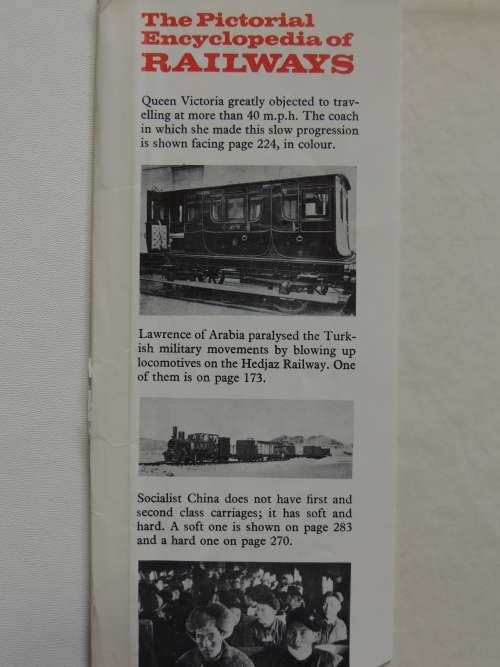 The Pictorial
Encyclopedia of
RAILWAYS
Queen Victoria greatly objected to trav-
elling at more than 40 m.p.h. The coach
in which she made this slow progression
is shown facing page 224, in colour.
Lawrence of Arabia paralysed the Turk-
ish military movements by blowing up
locomotives on the Hedjaz Railway. One
of them is on page 173.
Socialist China does not have first and
second class carriages; it has soft and
hard. A soft one is shown on page 283
and a hard one on page 270.